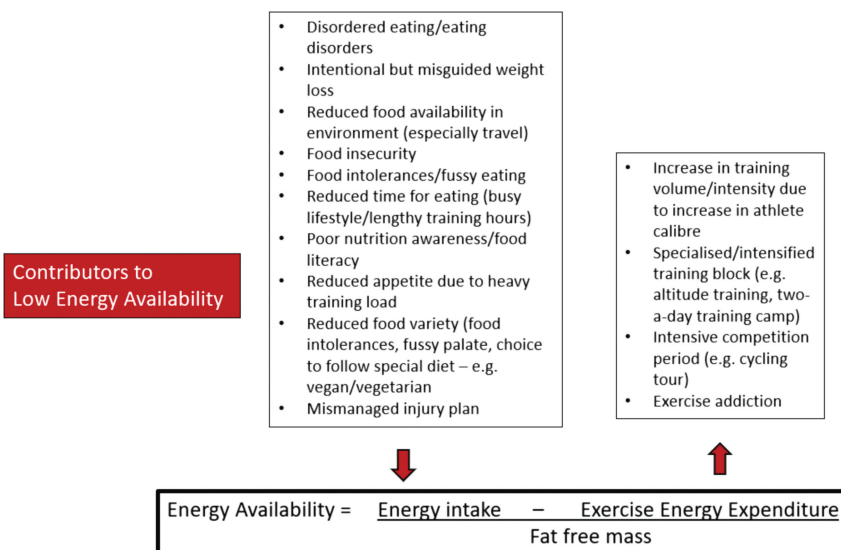 • Disordered eating/eating
disorders
• Intentional but misguided weight
loss
• Reduced food availability in
environment (especially travel)
• Food insecurity
• Food intolerances/fussy eating
• Reduced time for eating (busy
lifestyle/lengthy training hours)
• Poor nutrition awareness/food
literacy
• Reduced appetite due to heavy
training load
• Reduced food variety (food
intolerances, fussy palate, choice
to follow special diet – e.g.
vegan/vegetarian
• Mismanaged injury plan
• Increase in training
volume/intensity due
to increase in athlete
calibre
• Specialised/intensified
training block (e.g.
altitude training, two-
a-day training camp)
• Intensive competition
period (e.g. cycling
tour)
• Exercise addiction
Contributors to
Low Energy Availability
Energy Availability = Energy intake – Exercise Energy Expenditure
Fat free mass